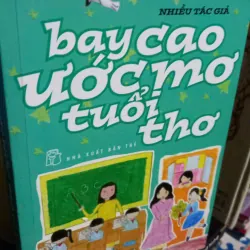 NHIỀU TÁC GIẢ
bay cao
ước mơ
tuổi
thơ
NHÀ XUẤT BẢN TRẺ